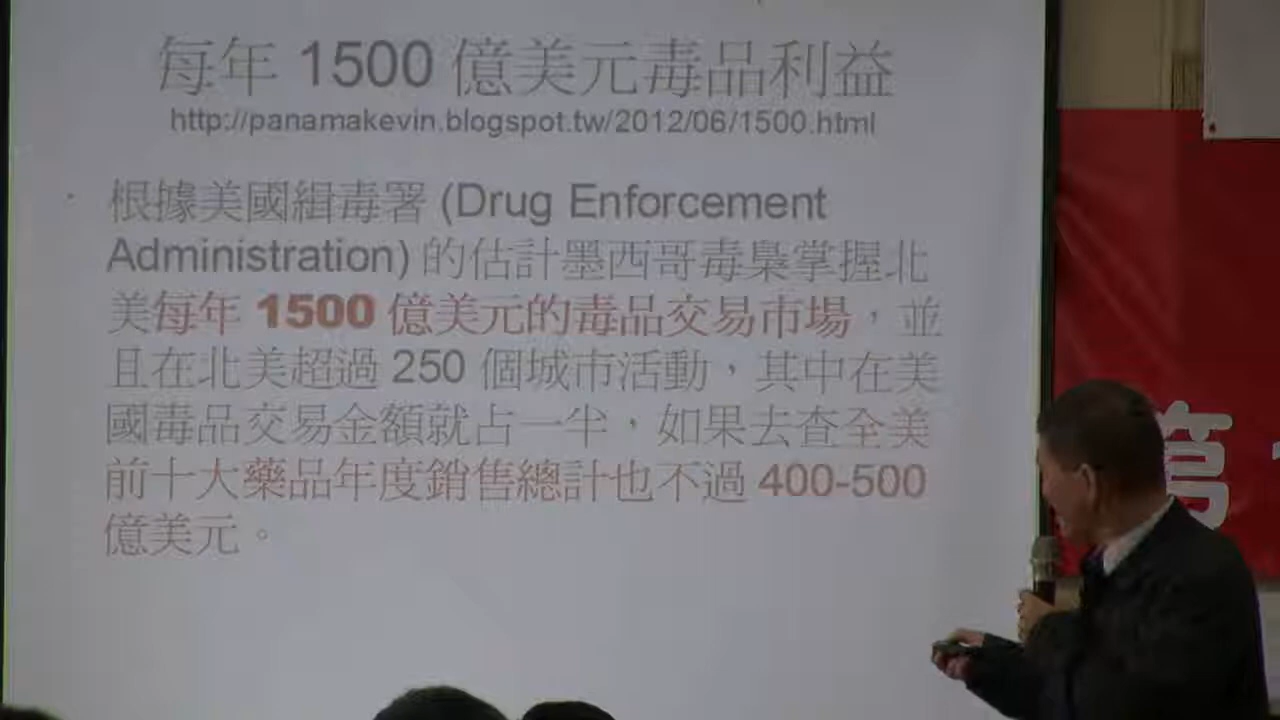 每年 1500 億美元毒品利益
http://panamakevin.blogspot.tw/2012/06/1500.html
· 根據美國緝毒署 (Drug Enforcement
Administration) 的估計墨西哥毒梟掌握北
美每年 1500 億美元的毒品交易市場，並
且在北美超過 250 個城市活動，其中在美
國毒品交易金額就占一半，如果去查全美
前十大藥品年度銷售總計也不過 400-500
億美元。
第